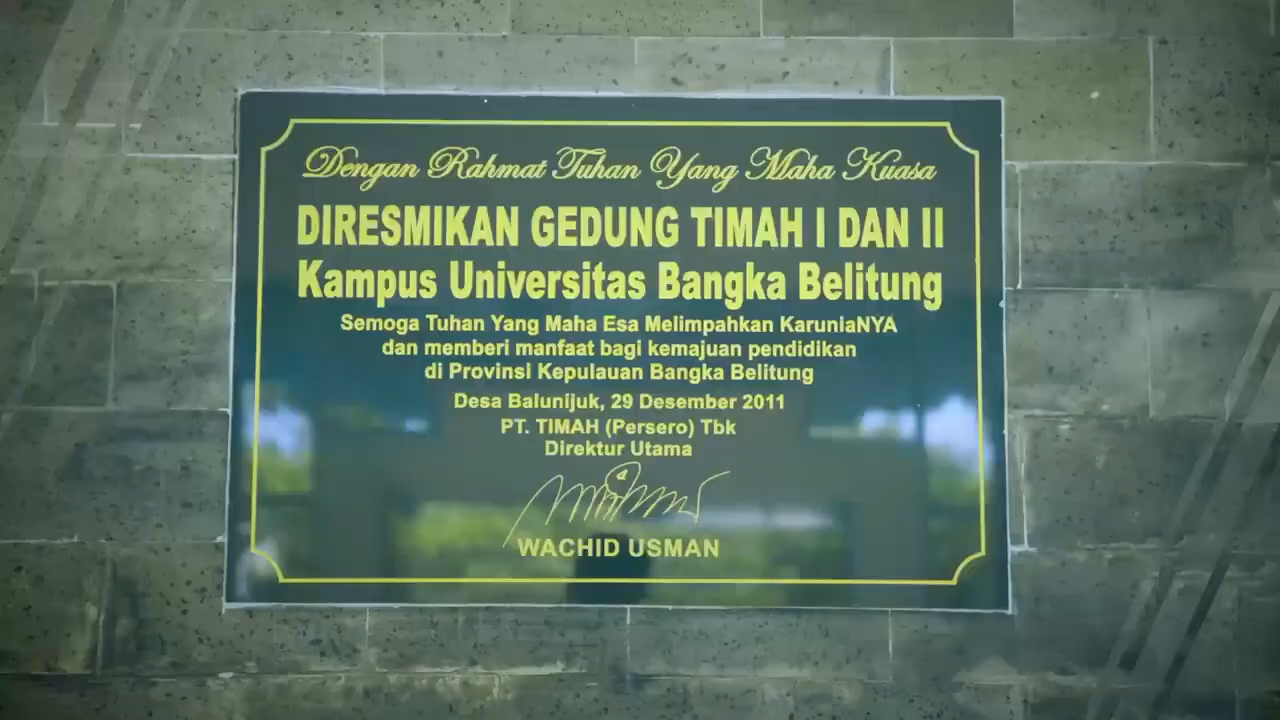 Dengan Rahmat Tuhan Yang Maha Kuasa
DIRESMIKAN GEDUNG TIMAH I DAN II
Kampus Universitas Bangka Belitung
Semoga Tuhan Yang Maha Esa Melimpahkan KaruniaNYA
dan memberi manfaat bagi kemajuan pendidikan
di Provinsi Kepulauan Bangka Belitung
Desa Balunijuk, 29 Desember 2011
PT. TIMAH (Persero) Tbk
Direktur Utama
WACHID USMAN